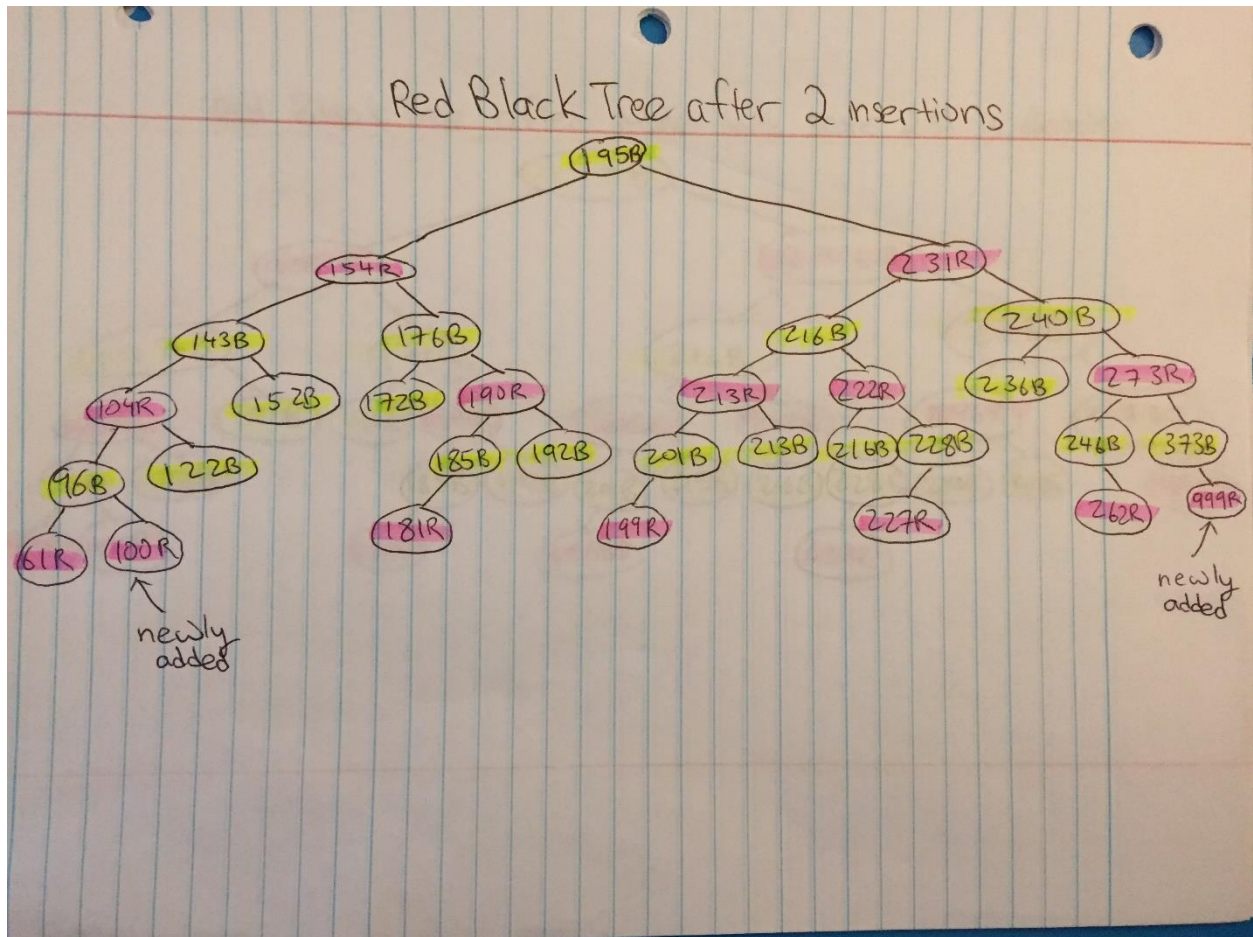 Red Black Tree after 2 insertions
195B
154R 231R
143B 176B 216B 240B
104R 152B 172B 190R 213R 222R 236B 273R
96B 122B 185B 192B 201B 213B 216B 228B 246B 373B
61R 100R 181R 199R 227R 262R 999R
newly
added
newly
added